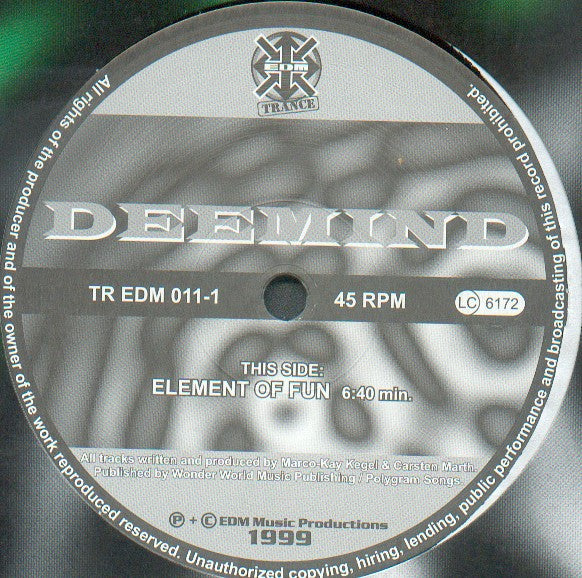 EDM
TRANCE
DEEMIND
TR EDM 011-1
45 RPM
LC 6172
THIS SIDE:
ELEMENT OF FUN 6:40 min.
All tracks written and produced by Marco-Kay Kegel & Carsten Marth.
Published by Wonder World Music Publishing / Polygram Songs
℗ + © EDM Music Productions
1999
All rights of the producer and of the owner of the work reproduced reserved. Unauthorized copying, hiring, lending, public performance and broadcasting of this record prohibited.